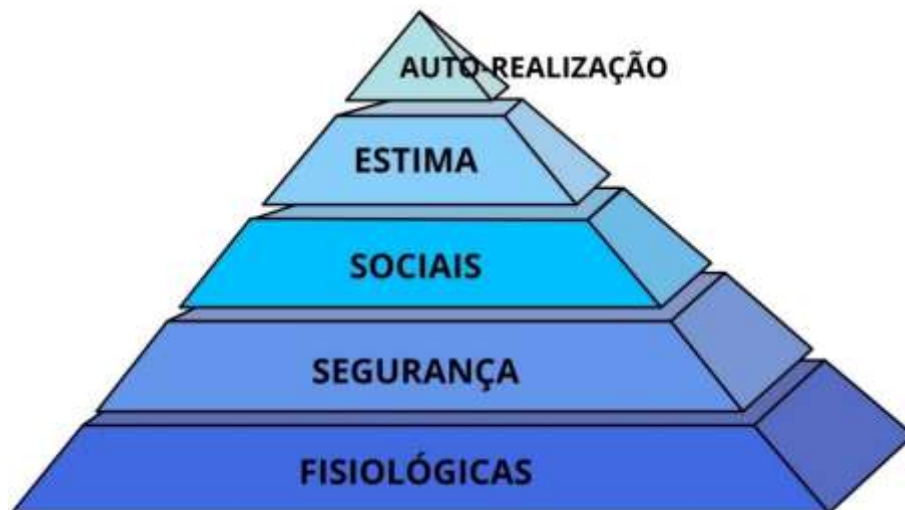 AUTO-REALIZAÇÃO
ESTIMA
SOCIAIS
SEGURANÇA
FISIOLÓGICAS